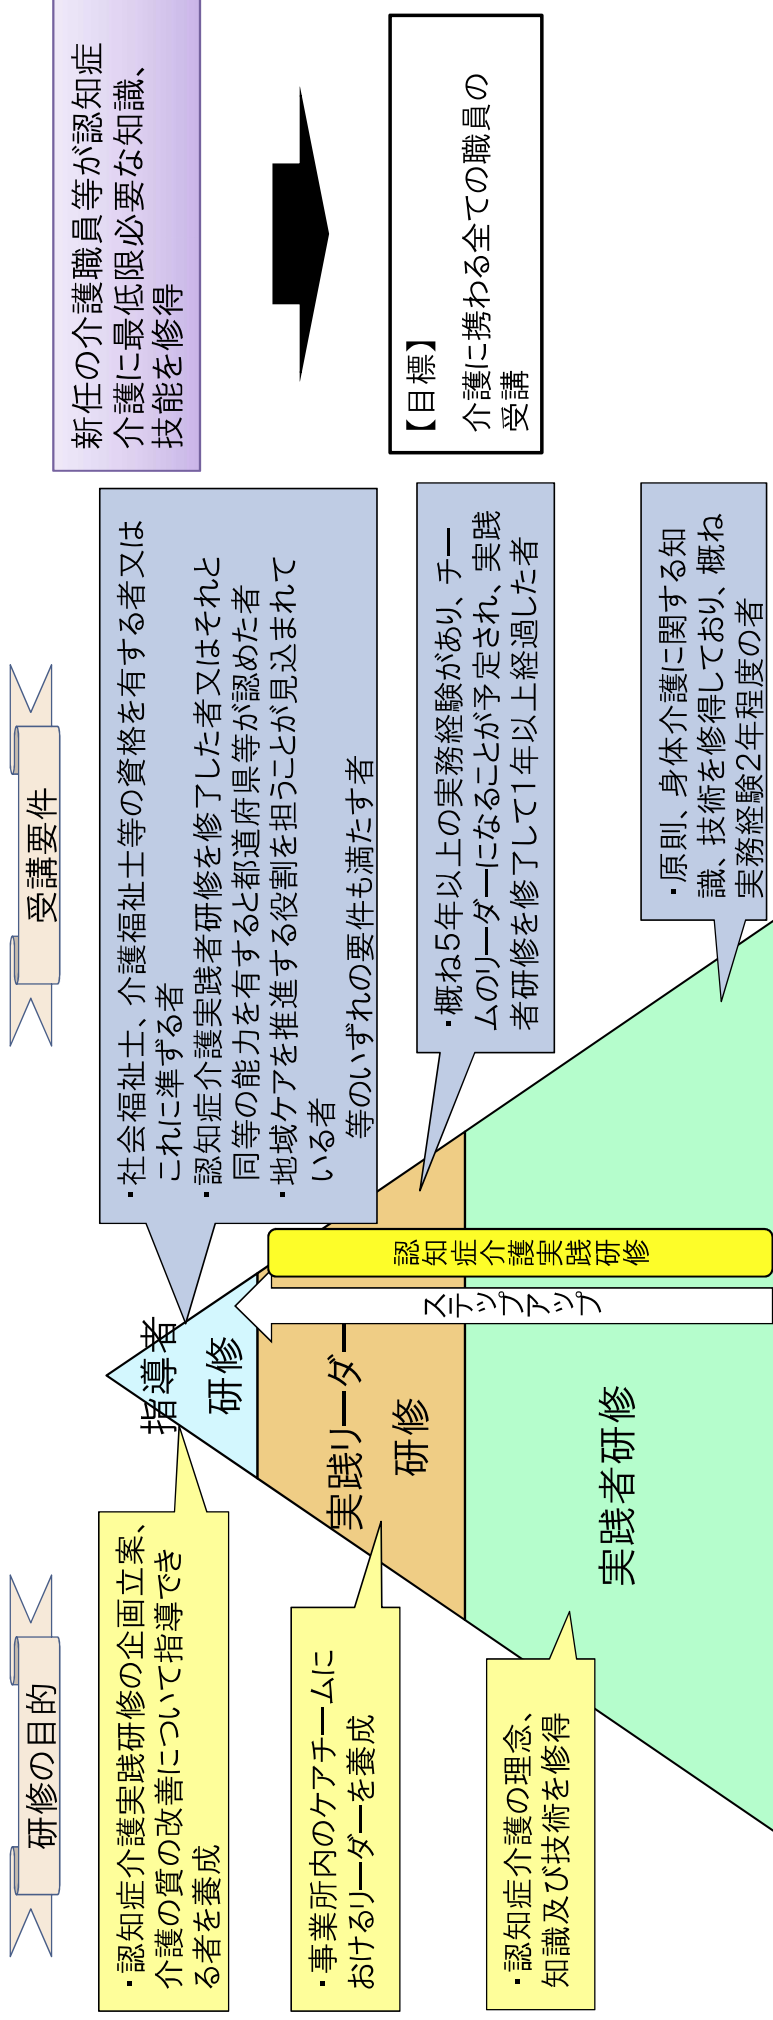 研修の目的
受講要件
・認知症介護実践研修の企画立案、
介護の質の改善について指導でき
る者を養成
指導者
研修
・社会福祉士、介護福祉士等の資格を有する者又は
これに準ずる者
・認知症介護実践者研修を修了した者又はそれと
同等の能力を有すると都道府県等が認めた者
・地域ケアを推進する役割を担うことが見込まれて
いる者
等のいずれの要件も満たす者
・事業所内のケアチームに
おけるリーダーを養成
実践リーダー
研修
・概ね5年以上の実務経験があり、チー
ムのリーダーになることが予定され、実践
者研修を修了して1年以上経過した者
・認知症介護の理念、
知識及び技術を修得
実践者研修
ステップアップ
認知症介護実践研修
・原則、身体介護に関する知
識、技術を修得しており、概ね
実務経験2年程度の者
新任の介護職員等が認知症
介護に最低限必要な知識、
技能を修得
【目標】
介護に携わる全ての職員の
受講